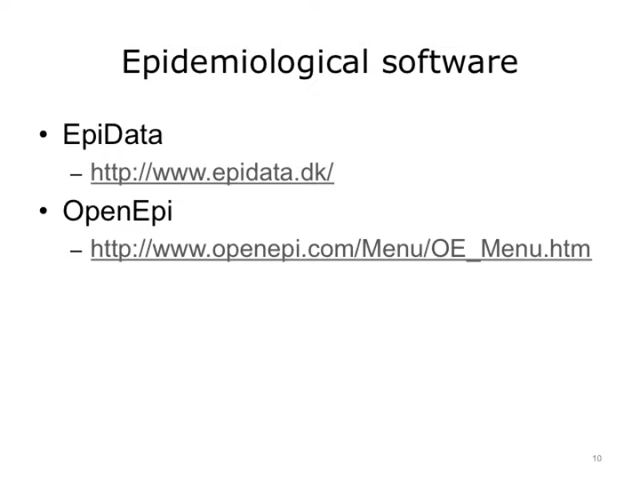 Epidemiological software
• EpiData
– http://www.epidata.dk/
• OpenEpi
– http://www.openepi.com/Menu/OE_Menu.htm
10